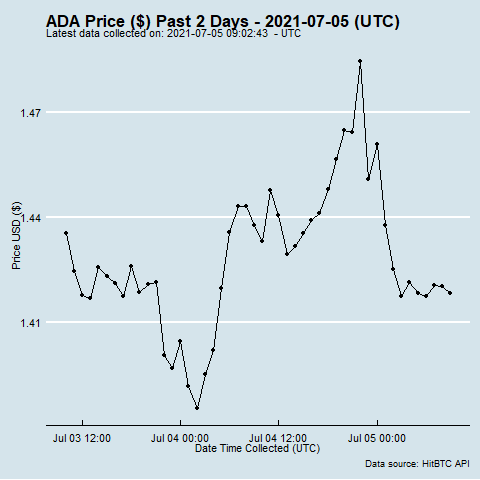 ADA Price ($) Past 2 Days - 2021-07-05 (UTC)
Latest data collected on: 2021-07-05 09:02:43 - UTC
1.47
1.44
1.41
Price USD ($)
Jul 03 12:00 Jul 04 00:00 Jul 04 12:00 Jul 05 00:00
Date Time Collected (UTC)
Data source: HitBTC API